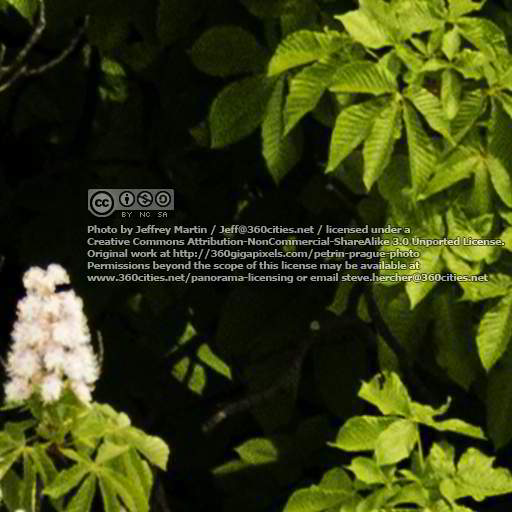 cc BY NC SA
Photo by Jeffrey Martin / Jeff@360cities.net / licensed under a
Creative Commons Attribution-NonCommercial-ShareAlike 3.0 Unported License.
Original work at http://360gigapixels.com/petrin-prague-photo
Permissions beyond the scope of this license may be available at
www.360cities.net/panorama-licensing or email steve.hercher@360cities.net